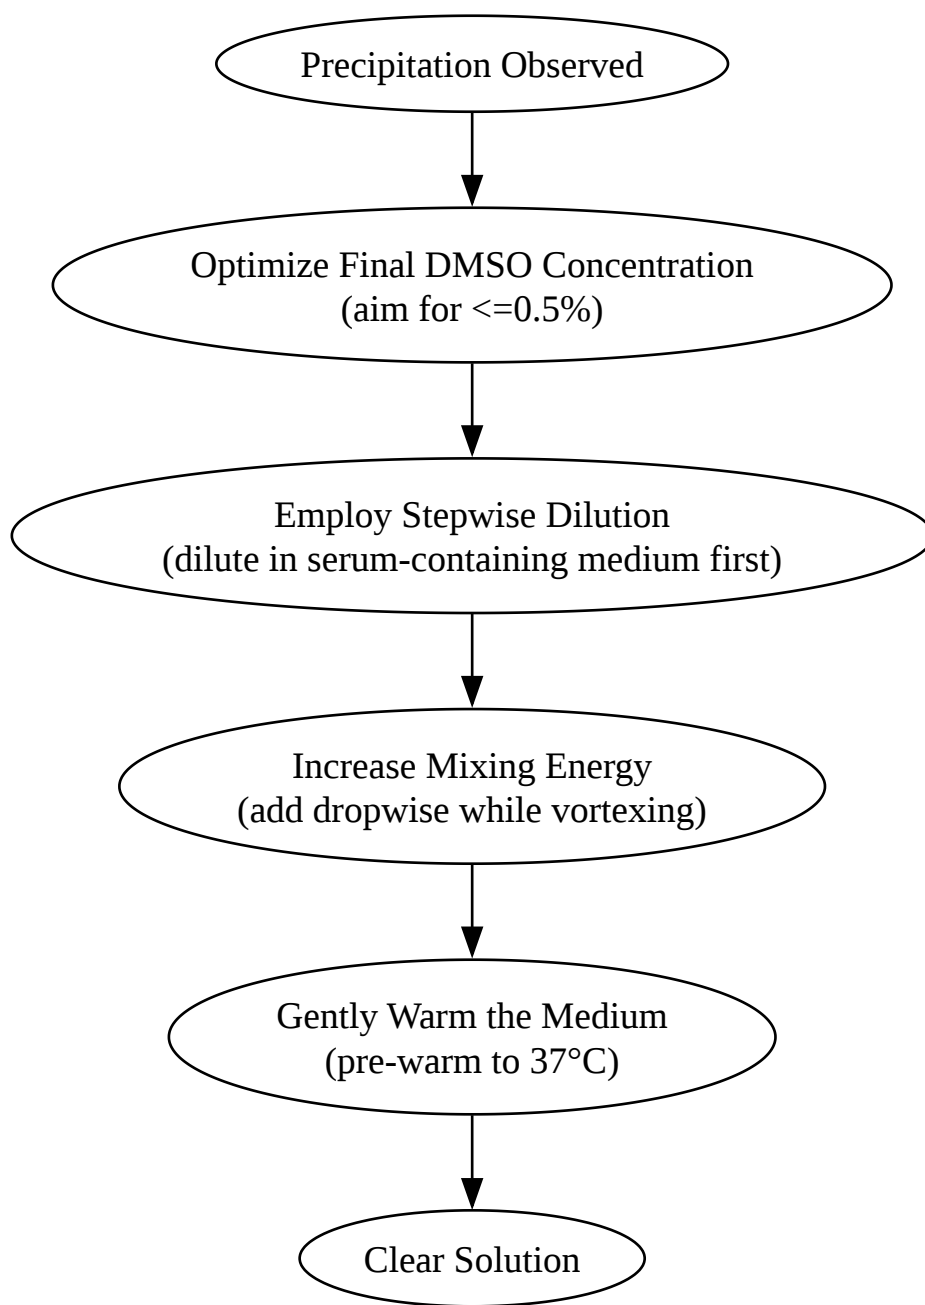 Precipitation Observed
Optimize Final DMSO Concentration
(aim for <=0.5%)
Employ Stepwise Dilution
(dilute in serum-containing medium first)
Increase Mixing Energy
(add dropwise while vortexing)
Gently Warm the Medium
(pre-warm to 37°C)
Clear Solution